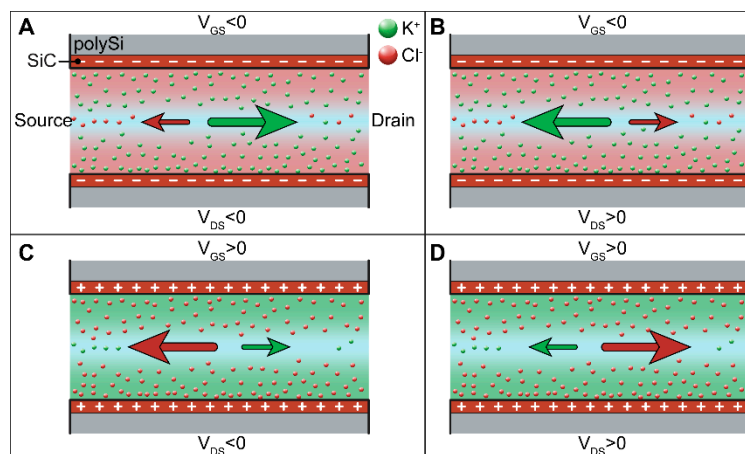 A
V_GS<0
K⁺
Cl⁻
B
V_GS<0
polySi
SiC
Source
Drain
V_DS<0
V_DS>0
C
V_GS>0
D
V_GS>0
V_DS<0
V_DS>0